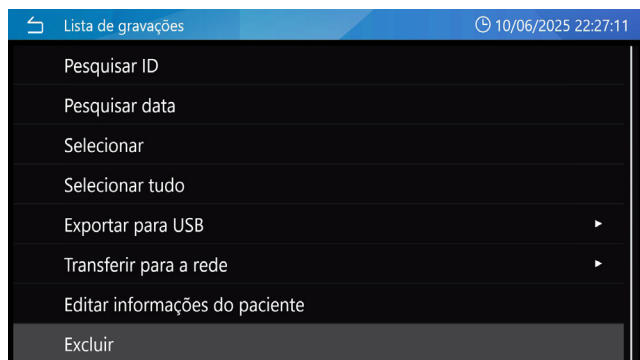 Lista de gravações 10/06/2025 22:27:11
Pesquisar ID
Pesquisar data
Selecionar
Selecionar tudo
Exportar para USB
Transferir para a rede
Editar informações do paciente
Excluir